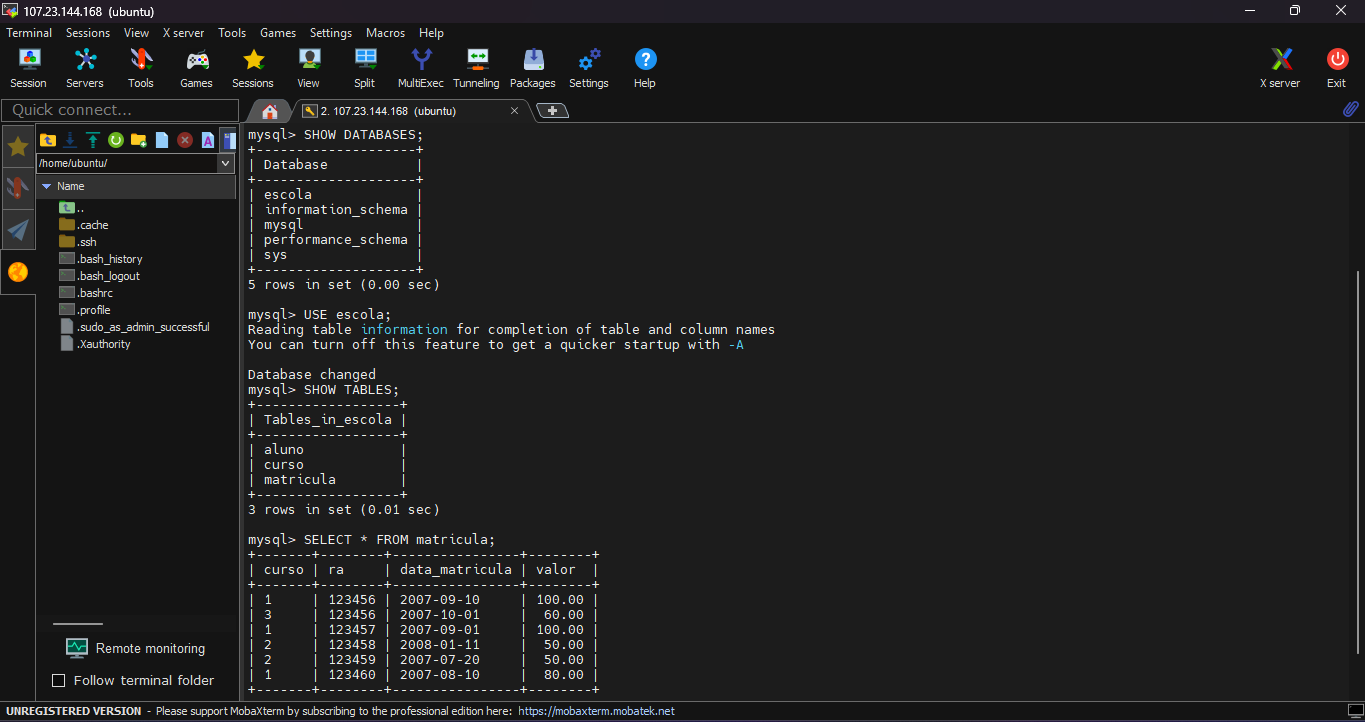 107.23.144.168 (ubuntu)
Terminal Sessions View X server Tools Games Settings Macros Help
Session Servers Tools Games Sessions View Split MultiExec Tunneling Packages Settings Help X server Exit
Quick connect...
2. 107.23.144.168 (ubuntu)
/home/ubuntu/
Name
..
.cache
.ssh
.bash_history
.bash_logout
.bashrc
.profile
.sudo_as_admin_successful
.Xauthority
Remote monitoring
Follow terminal folder
mysql> SHOW DATABASES;
+--------------------+
| Database           |
+--------------------+
| escola             |
| information_schema |
| mysql              |
| performance_schema |
| sys                |
+--------------------+
5 rows in set (0.00 sec)
mysql> USE escola;
Reading table information for completion of table and column names
You can turn off this feature to get a quicker startup with -A
Database changed
mysql> SHOW TABLES;
+------------------+
| Tables_in_escola |
+------------------+
| aluno            |
| curso            |
| matricula        |
+------------------+
3 rows in set (0.01 sec)
mysql> SELECT * FROM matricula;
+-------+--------+----------------+--------+
| curso | ra     | data_matricula | valor  |
+-------+--------+----------------+--------+
| 1     | 123456 | 2007-09-10     | 100.00 |
| 3     | 123456 | 2007-10-01     |  60.00 |
| 1     | 123457 | 2007-09-01     | 100.00 |
| 2     | 123458 | 2008-01-11     |  50.00 |
| 2     | 123459 | 2007-07-20     |  50.00 |
| 1     | 123460 | 2007-08-10     |  80.00 |
+-------+--------+----------------+--------+
UNREGISTERED VERSION - Please support MobaXterm by subscribing to the professional edition here: https://mobaxterm.mobatek.net